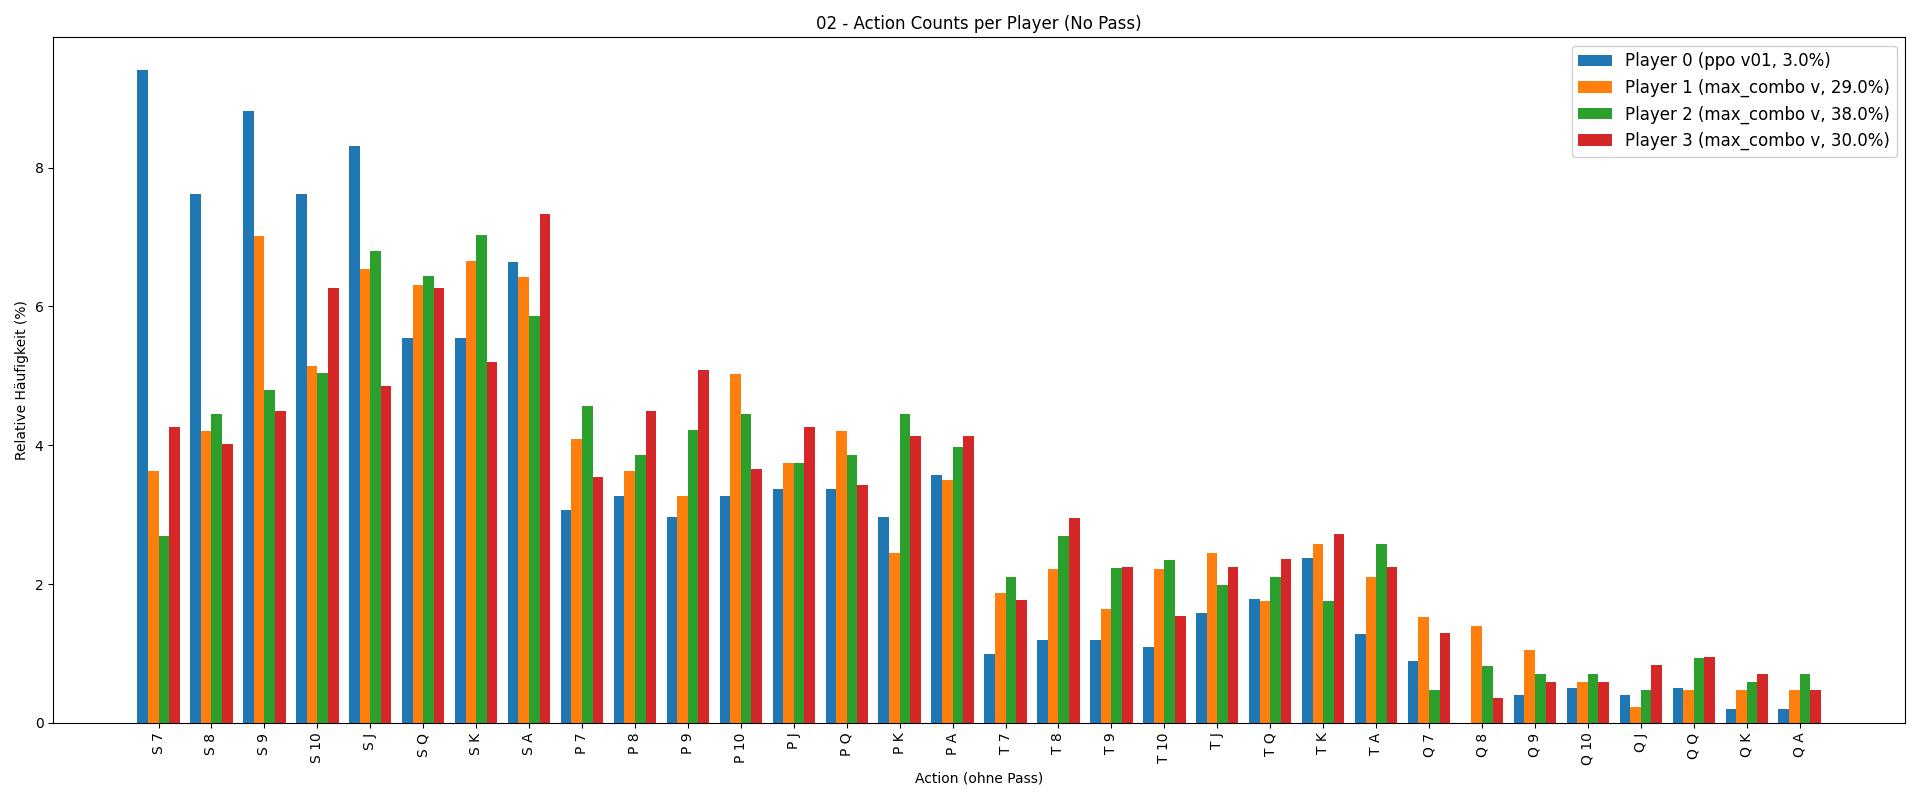 02 - Action Counts per Player (No Pass)
Player 0 (ppo v01, 3.0%)
Player 1 (max_combo v, 29.0%)
Player 2 (max_combo v, 38.0%)
Player 3 (max_combo v, 30.0%)
Relative Häufigkeit (%)
8
6
4
2
0
S 7
S 8
S 9
S 10
S J
S Q
S K
S A
P 7
P 8
P 9
P 10
P J
P Q
P K
P A
T 7
T 8
T 9
T 10
T J
T Q
T K
T A
Q 7
Q 8
Q 9
Q 10
Q J
Q Q
Q K
Q A
Action (ohne Pass)